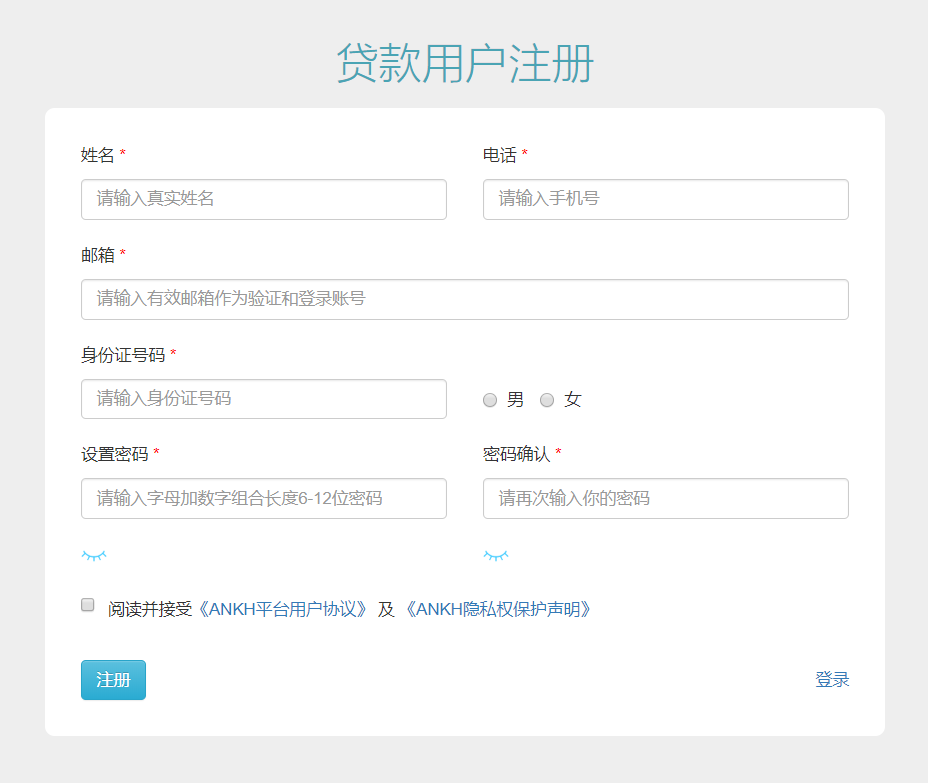 贷款用户注册
姓名 * 电话 *
请输入真实姓名 请输入手机号
邮箱 *
请输入有效邮箱作为验证和登录账号
身份证号码 *
请输入身份证号码 男 女
设置密码 * 密码确认 *
请输入字母加数字组合长度6-12位密码 请再次输入你的密码
阅读并接受《ANKH平台用户协议》 及 《ANKH隐私权保护声明》
注册 登录